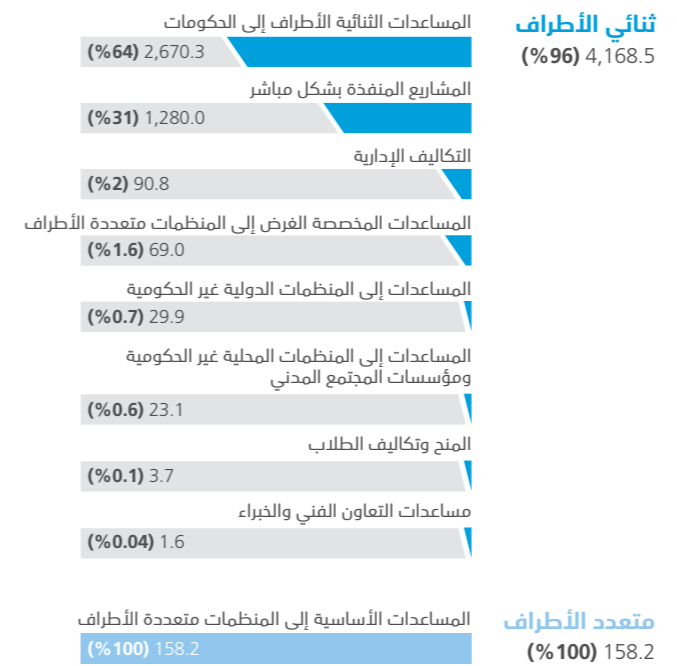 ثنائي الأطراف
4,168.5 (%96)
المساعدات الثنائية الأطراف إلى الحكومات
2,670.3 (%64)
المشاريع المنفذة بشكل مباشر
1,280.0 (%31)
التكاليف الإدارية
90.8 (%2)
المساعدات المخصصة الغرض إلى المنظمات متعددة الأطراف
69.0 (%1.6)
المساعدات إلى المنظمات الدولية غير الحكومية
29.9 (%0.7)
المساعدات إلى المنظمات المحلية غير الحكومية
ومؤسسات المجتمع المدني
23.1 (%0.6)
المنح وتكاليف الطلاب
3.7 (%0.1)
مساعدات التعاون الفني والخبراء
1.6 (%0.04)
متعدد الأطراف
158.2 (%100)
المساعدات الأساسية إلى المنظمات متعددة الأطراف
158.2 (%100)